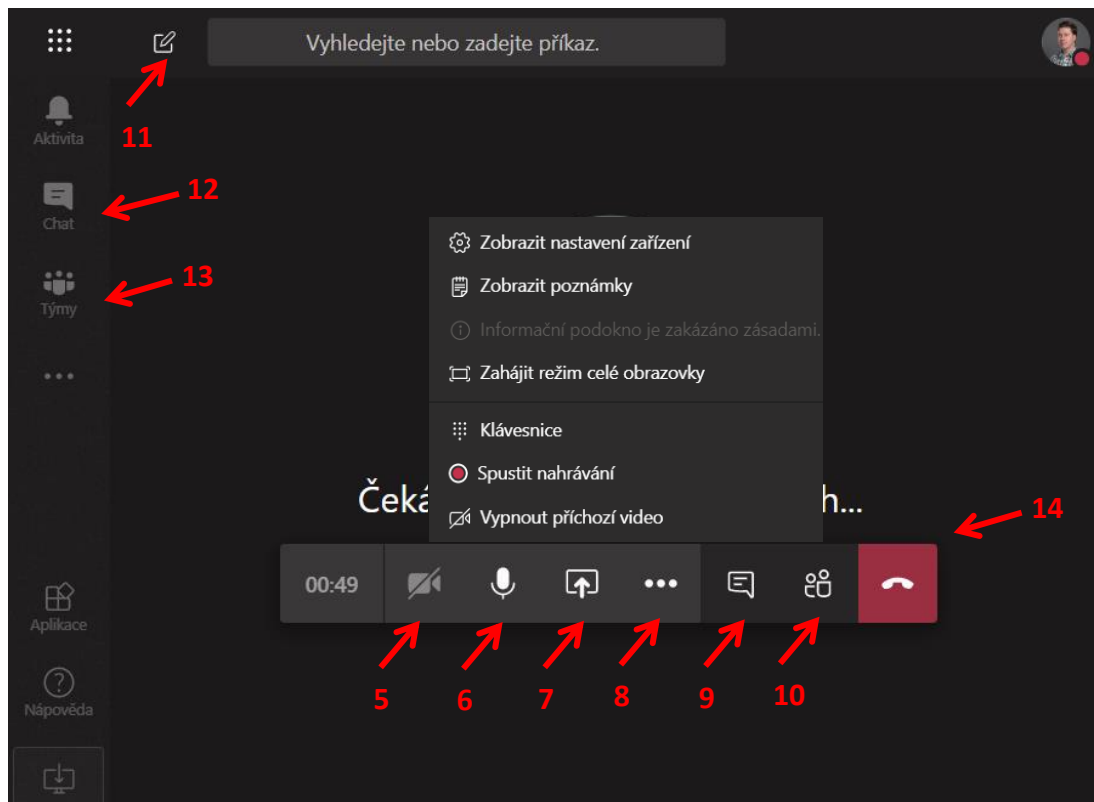 Vyhledejte nebo zadejte příkaz.
11
Aktivita
12
Chat
13
Týmy
Zobrazit nastavení zařízení
Zobrazit poznámky
Informační podokno je zakázáno zásadami.
Zahájit režim celé obrazovky
Klávesnice
Spustit nahrávání
Vypnout příchozí video
Čeká h...
14
00:49
5 6 7 8 9 10
Aplikace
Nápověda